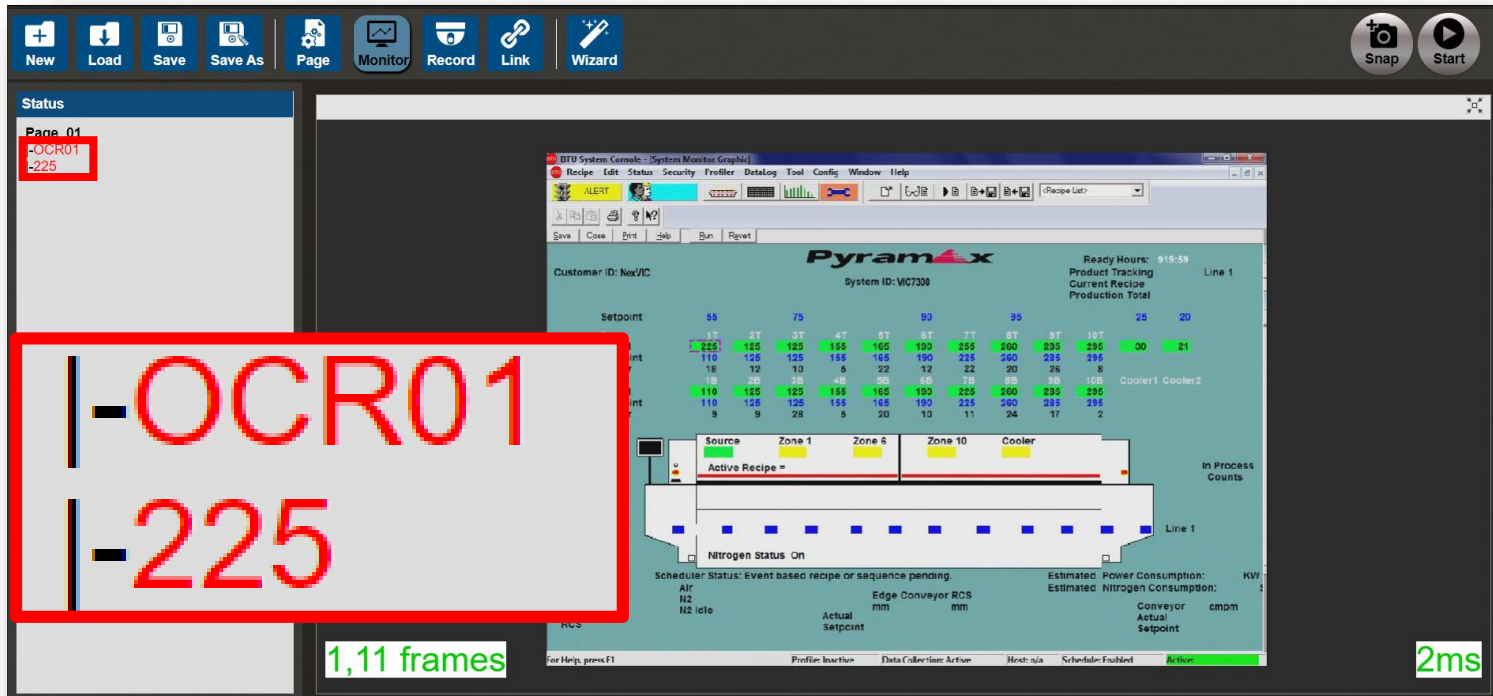 New Load Save Save As Page Monitor Record Link Wizard Snap Start
Status
Page_01
|-OCR01
|-225
|-OCR01
|-225
BTU System Console - [System Monitor Graphic]
Recipe Edit Status Security Profiler DataLog Tool Config Window Help
ALERT <Recipe List>
Save Close Print Help Run Revert
Pyramax
Customer ID: NexVIC
System ID: VIC7300
Ready Hours: 919:59
Product Tracking Line 1
Current Recipe
Production Total
Setpoint 55 75 90 95 25 20
1T 2T 3T 4T 5T 6T 7T 8T 9T 10T
225 125 125 155 165 190 255 260 295 295 30 21
110 125 125 155 165 190 225 260 295 295
18 12 10 5 22 12 22 20 26 8
1B 2B 3B 4B 5B 6B 7B 8B 9B 10B Cooler1 Cooler2
110 125 125 155 165 190 225 260 295 295
110 125 125 155 165 190 225 260 295 295
9 9 28 5 20 10 11 24 17 2
Source Zone 1 Zone 6 Zone 10 Cooler
Active Recipe =
In Process
Counts
Line 1
Nitrogen Status On
Scheduler Status: Event based recipe or sequence pending.
Estimated Power Consumption: KW
Estimated Nitrogen Consumption:
Air
N2
N2 Idle
Edge Conveyor RCS
mm mm
Actual
Setpoint
Conveyor cmpm
Actual
Setpoint
RCS
1,11 frames
2ms
For Help, press F1 Profile: Inactive Data Collection: Active Host: n/a Schedule: Enabled Active: